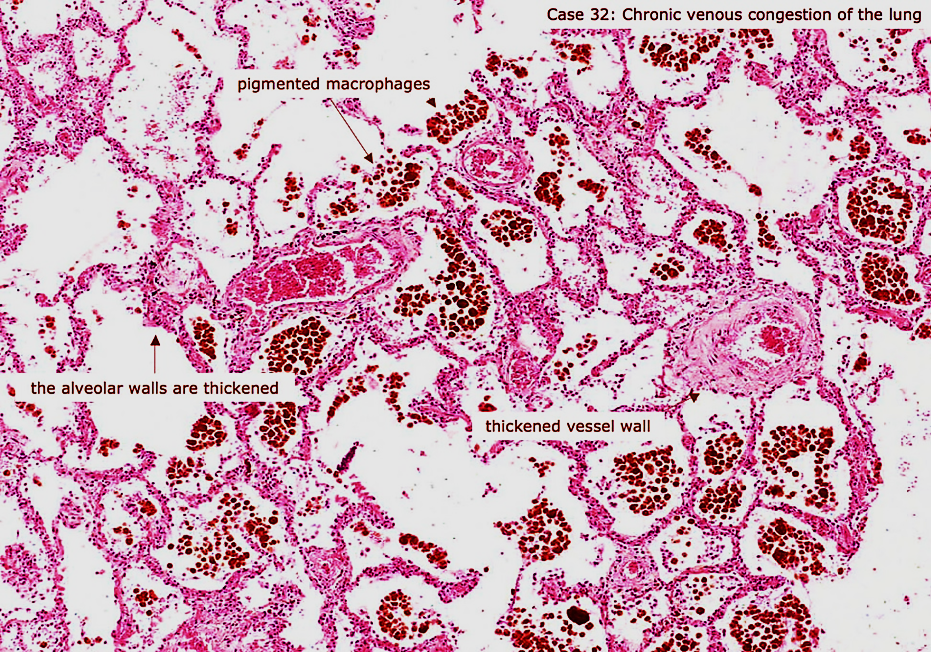 Case 32: Chronic venous congestion of the lung
pigmented macrophages
the alveolar walls are thickened
thickened vessel wall